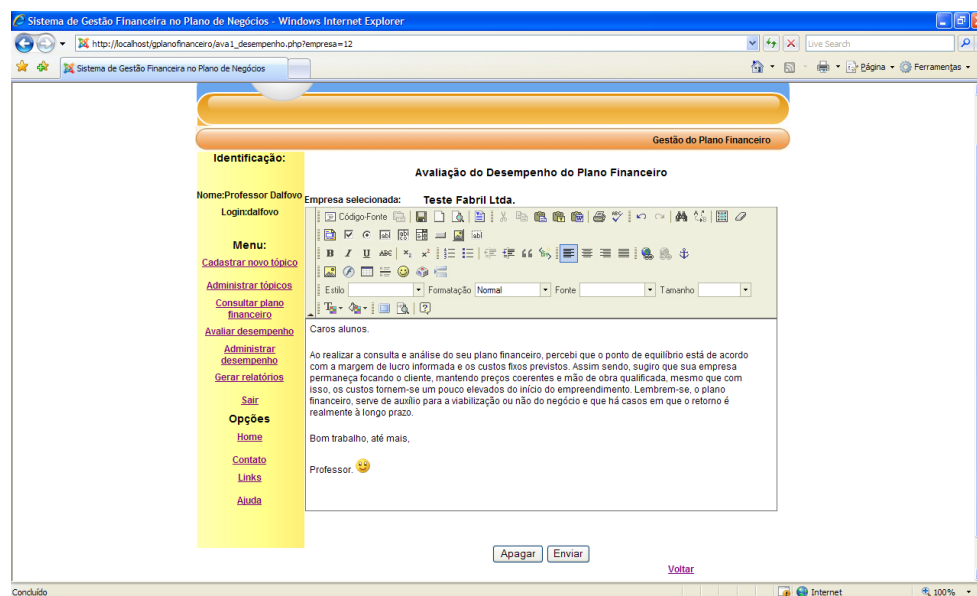 Sistema de Gestão Financeira no Plano de Negócios - Windows Internet Explorer
http://localhost/gplanofinanceiro/ava1_desempenho.php?empresa=12
Live Search
Sistema de Gestão Financeira no Plano de Negócios
Página
Ferramentas
Gestão do Plano Financeiro
Identificação:
Nome:Professor Dalfovo
Login:dalfovo
Menu:
Cadastrar novo tópico
Administrar tópicos
Consultar plano
financeiro
Avaliar desempenho
Administrar
desempenho
Gerar relatórios
Sair
Opções
Home
Contato
Links
Ajuda
Avaliação do Desempenho do Plano Financeiro
Empresa selecionada: Teste Fabril Ltda.
Código-Fonte
B I U ABC x₂ x²
Estilo Formatação Normal Fonte Tamanho
Caros alunos.
Ao realizar a consulta e análise do seu plano financeiro, percebi que o ponto de equilíbrio está de acordo
com a margem de lucro informada e os custos fixos previstos. Assim sendo, sugiro que sua empresa
permaneça focando o cliente, mantendo preços coerentes e mão de obra qualificada, mesmo que com
isso, os custos tornem-se um pouco elevados do início do empreendimento. Lembrem-se, o plano
financeiro, serve de auxílio para a viabilização ou não do negócio e que há casos em que o retorno é
realmente à longo prazo.
Bom trabalho, até mais,
Professor.
Apagar Enviar
Voltar
Concluído
Internet
100%